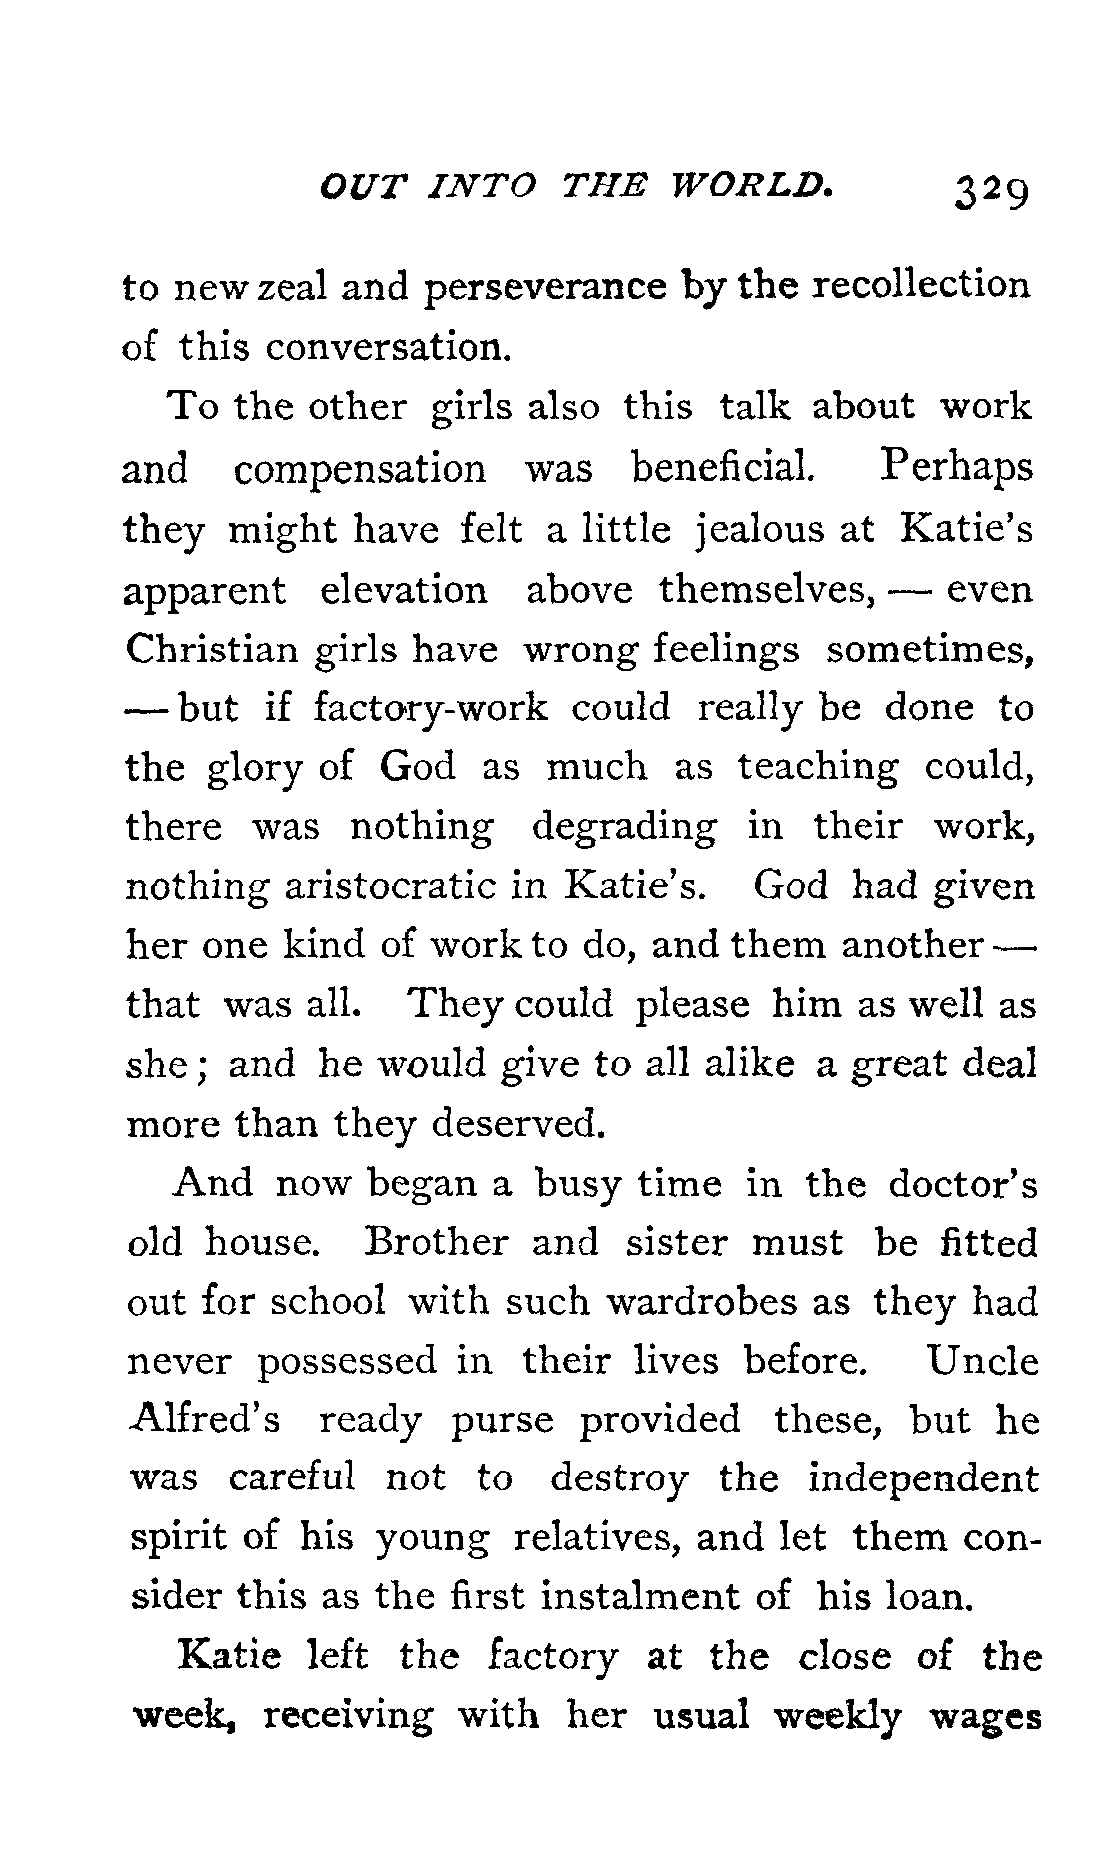 OUT INTO THE WORLD. 329
to new zeal and perseverance by the recollection
of this conversation.
To the other girls also this talk about work
and compensation was beneficial. Perhaps
they might have felt a little jealous at Katie's
apparent elevation above themselves, — even
Christian girls have wrong feelings sometimes,
— but if factory-work could really be done to
the glory of God as much as teaching could,
there was nothing degrading in their work,
nothing aristocratic in Katie's. God had given
her one kind of work to do, and them another —
that was all. They could please him as well as
she ; and he would give to all alike a great deal
more than they deserved.
And now began a busy time in the doctor's
old house. Brother and sister must be fitted
out for school with such wardrobes as they had
never possessed in their lives before. Uncle
Alfred's ready purse provided these, but he
was careful not to destroy the independent
spirit of his young relatives, and let them con-
sider this as the first instalment of his loan.
Katie left the factory at the close of the
week, receiving with her usual weekly wages